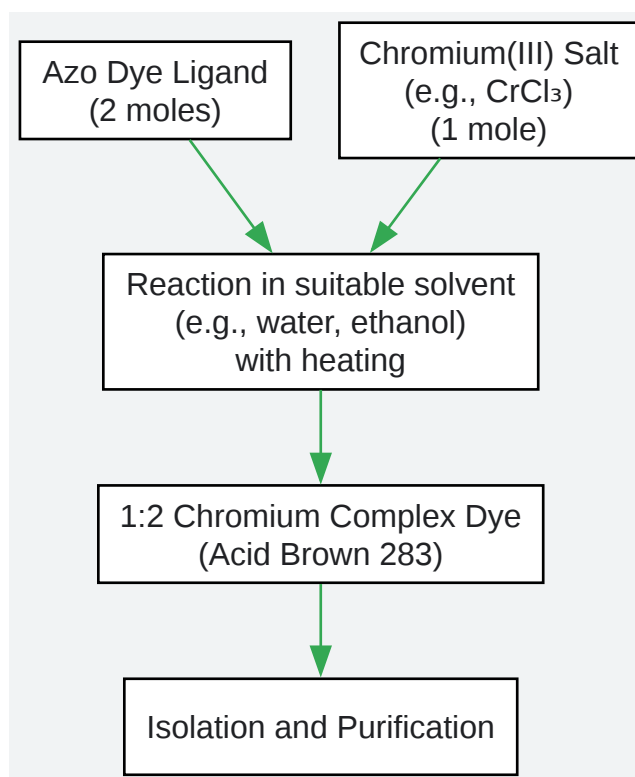 Azo Dye Ligand
(2 moles)
Chromium(III) Salt
(e.g., CrCl₃)
(1 mole)
Reaction in suitable solvent
(e.g., water, ethanol)
with heating
1:2 Chromium Complex Dye
(Acid Brown 283)
Isolation and Purification